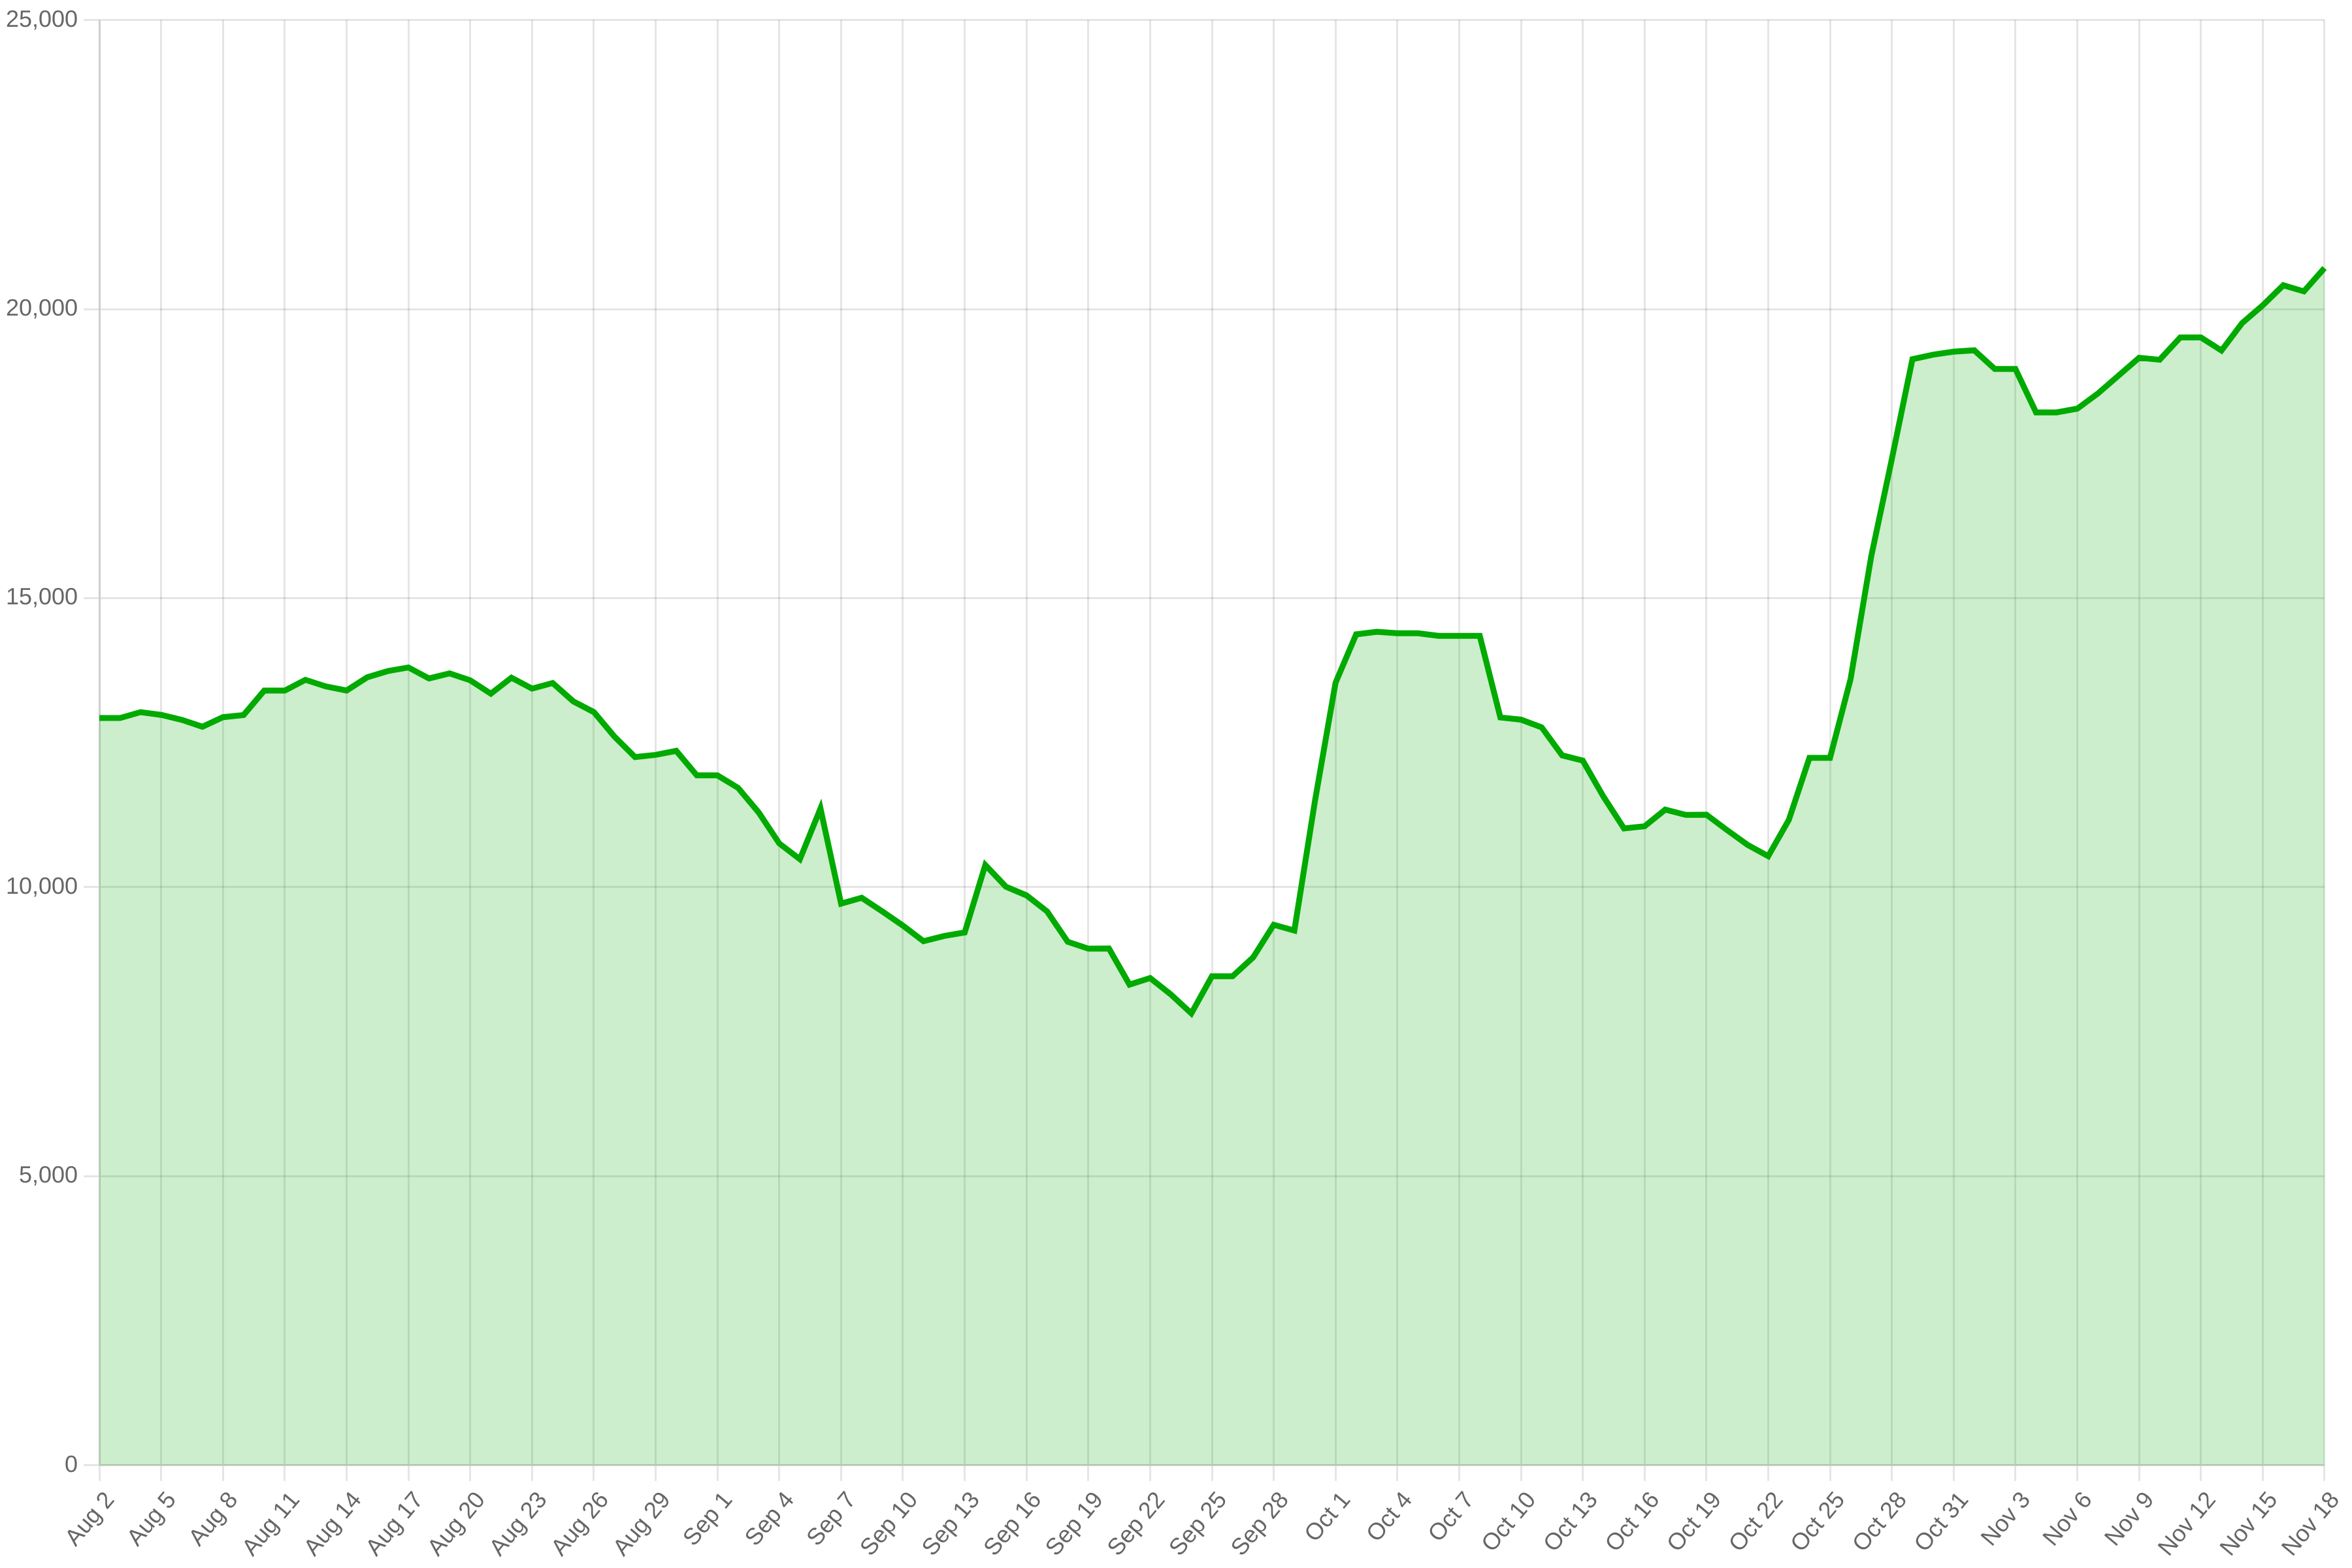 25,000
20,000
15,000
10,000
5,000
0
Aug 2
Aug 5
Aug 8
Aug 11
Aug 14
Aug 17
Aug 20
Aug 23
Aug 26
Aug 29
Sep 1
Sep 4
Sep 7
Sep 10
Sep 13
Sep 16
Sep 19
Sep 22
Sep 25
Sep 28
Oct 1
Oct 4
Oct 7
Oct 10
Oct 13
Oct 16
Oct 19
Oct 22
Oct 25
Oct 28
Oct 31
Nov 3
Nov 6
Nov 9
Nov 12
Nov 15
Nov 18